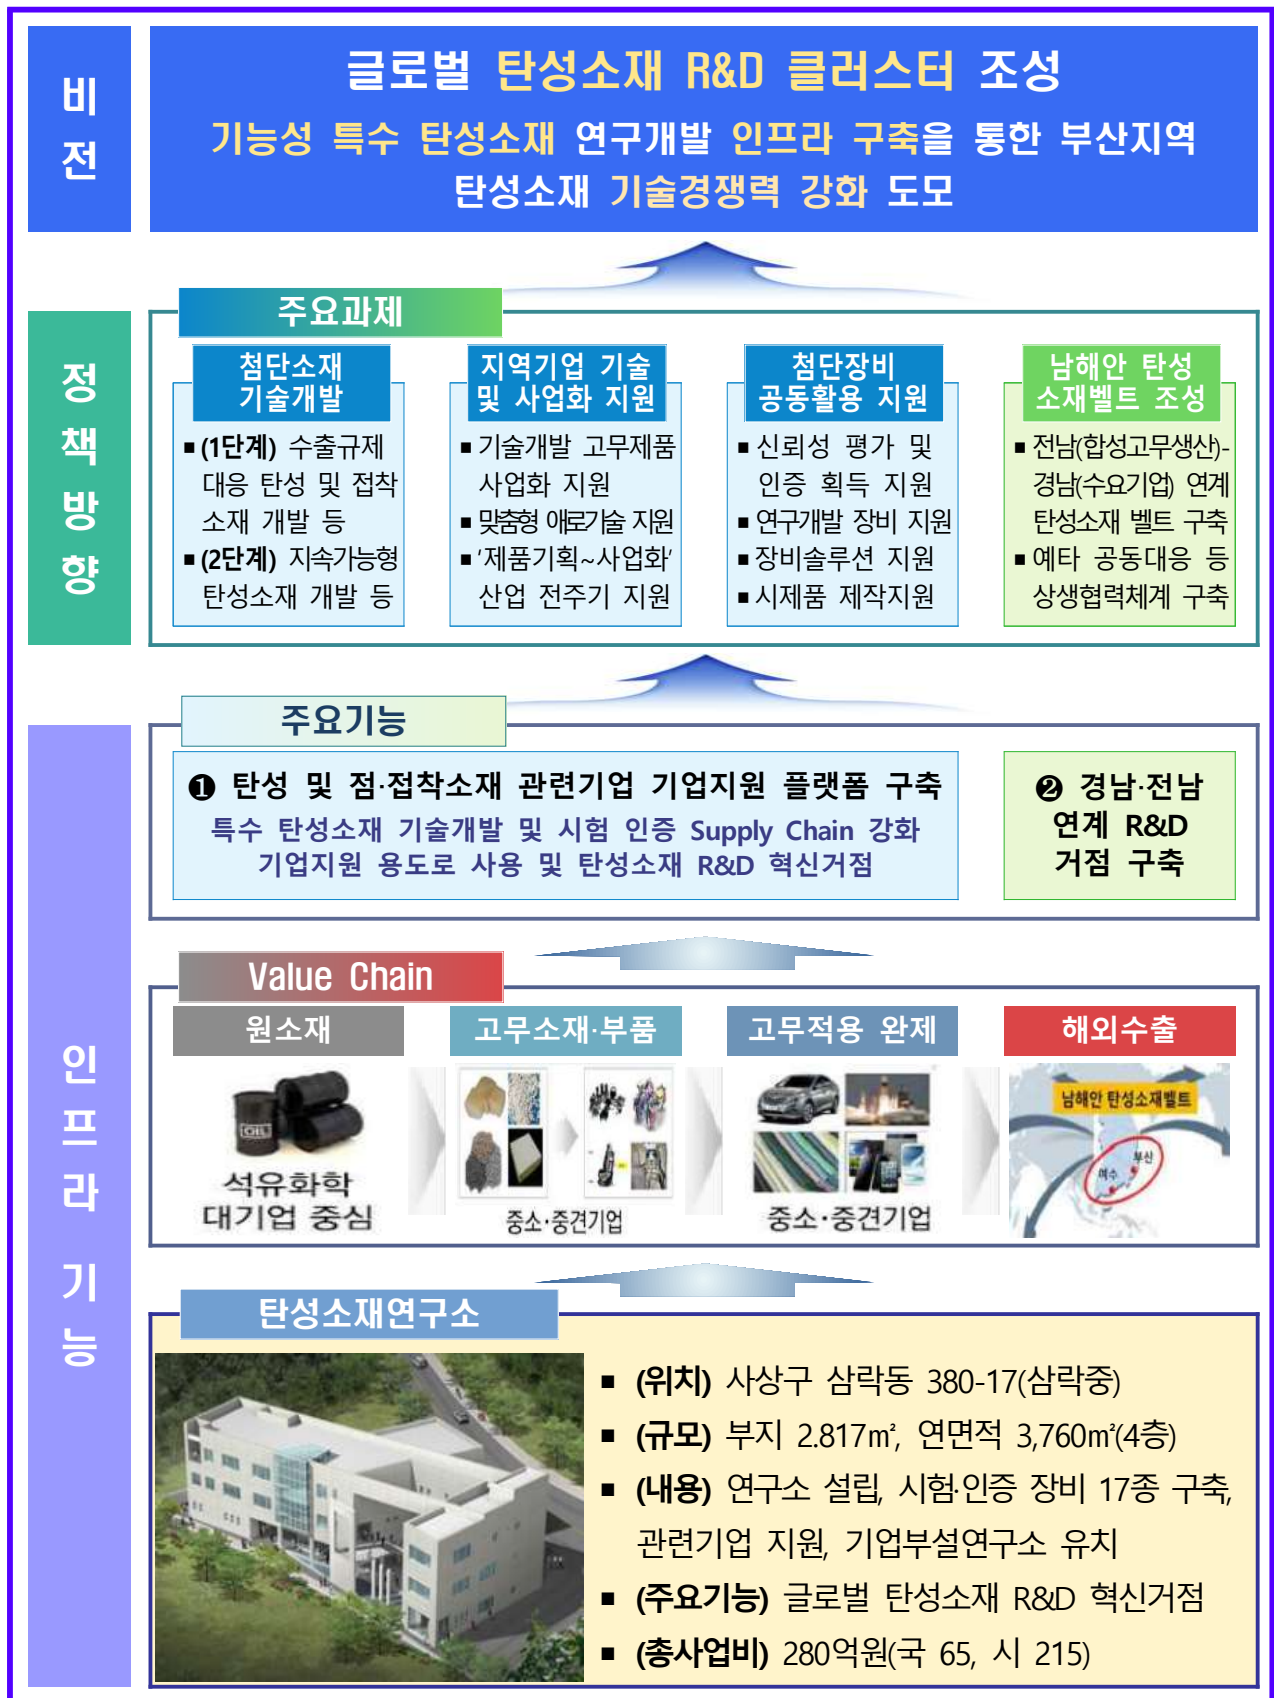 비전
글로벌 탄성소재 R&D 클러스터 조성
기능성 특수 탄성소재 연구개발 인프라 구축을 통한 부산지역
탄성소재 기술경쟁력 강화 도모
정책방향
주요과제
첨단소재
기술개발
▪ (1단계) 수출규제
대응 탄성 및 접착
소재 개발 등
▪ (2단계) 지속가능형
탄성소재 개발 등
지역기업 기술
및 사업화 지원
▪ 기술개발 고무제품
사업화 지원
▪ 맞춤형 애로기술 지원
▪ '제품기획~사업화'
산업 전주기 지원
첨단장비
공동활용 지원
▪ 신뢰성 평가 및
인증 획득 지원
▪ 연구개발 장비 지원
▪ 장비솔루션 지원
▪ 시제품 제작지원
남해안 탄성
소재벨트 조성
▪ 전남(합성고무생산)-
경남(수요기업) 연계
탄성소재 벨트 구축
▪ 예타 공동대응 등
상생협력체계 구축
인프라 기능
주요기능
❶ 탄성 및 점·접착소재 관련기업 기업지원 플랫폼 구축
특수 탄성소재 기술개발 및 시험 인증 Supply Chain 강화
기업지원 용도로 사용 및 탄성소재 R&D 혁신거점
❷ 경남·전남
연계 R&D
거점 구축
Value Chain
원소재
석유화학
대기업 중심
고무소재·부품
중소·중견기업
고무적용 완제
중소·중견기업
해외수출
남해안 탄성소재벨트
부산
여수
탄성소재연구소
▪ (위치) 사상구 삼락동 380-17(삼락중)
▪ (규모) 부지 2.817㎡, 연면적 3,760㎡(4층)
▪ (내용) 연구소 설립, 시험·인증 장비 17종 구축,
관련기업 지원, 기업부설연구소 유치
▪ (주요기능) 글로벌 탄성소재 R&D 혁신거점
▪ (총사업비) 280억원(국 65, 시 215)